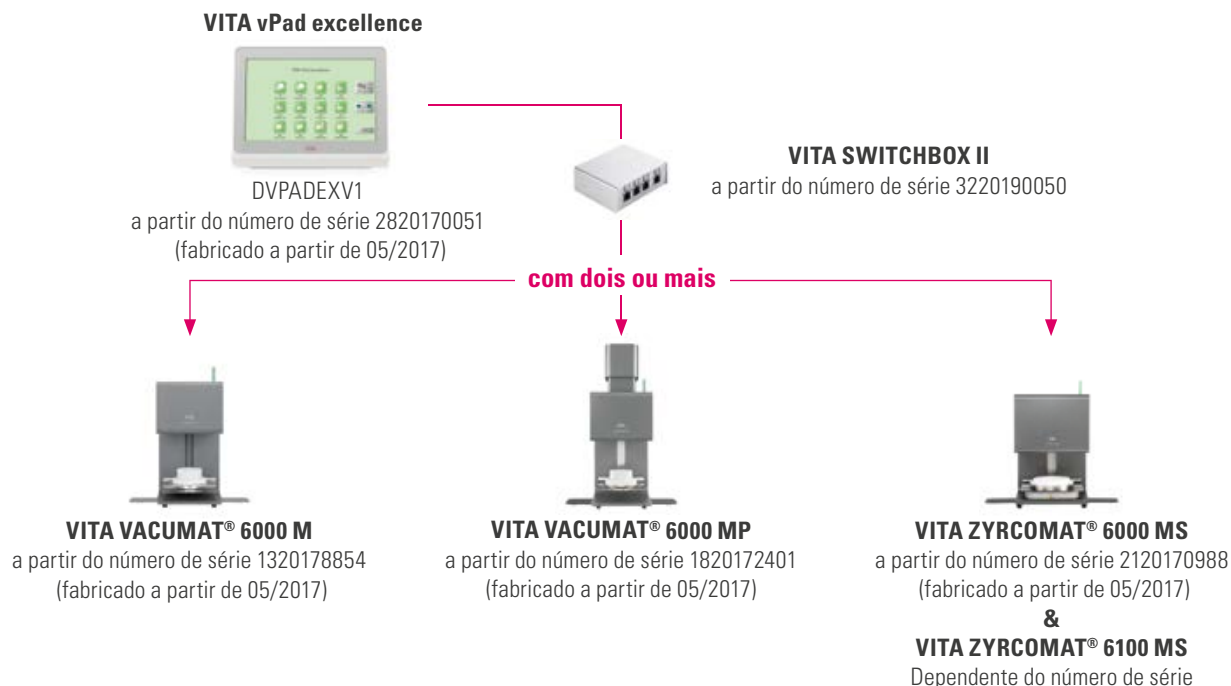 VITA vPad excellence
DVPADEXV1
a partir do número de série 2820170051
(fabricado a partir de 05/2017)
VITA SWITCHBOX II
a partir do número de série 3220190050
com dois ou mais
VITA VACUMAT® 6000 M
a partir do número de série 1320178854
(fabricado a partir de 05/2017)
VITA VACUMAT® 6000 MP
a partir do número de série 1820172401
(fabricado a partir de 05/2017)
VITA ZYRCOMAT® 6000 MS
a partir do número de série 2120170988
(fabricado a partir de 05/2017)
&
VITA ZYRCOMAT® 6100 MS
Dependente do número de série